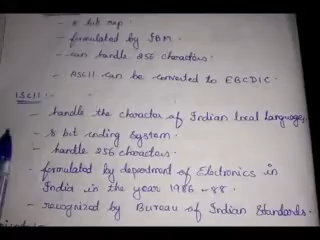 - 8 bit exp.
- formulated by IBM
- can handle 256 characters.
- ASCII can be converted to EBCDIC.
ISCII:-
- handle the character of Indian local language,
- 8 bit coding system.
- handle 256 characters.
- formulated by department of Electronics in
India in the year 1986-88.
- recognized by Bureau of Indian Standards.